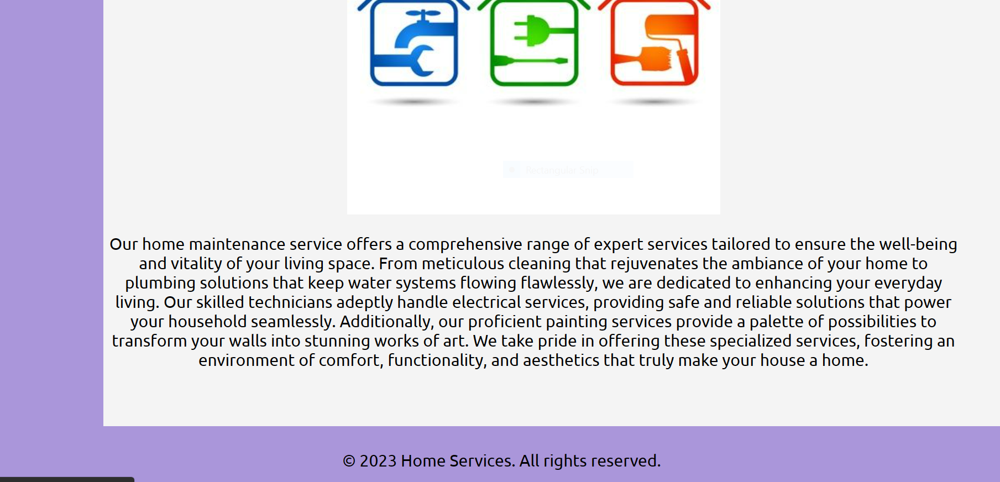 Rectangular Snip
Our home maintenance service offers a comprehensive range of expert services tailored to ensure the well-being
and vitality of your living space. From meticulous cleaning that rejuvenates the ambiance of your home to
plumbing solutions that keep water systems flowing flawlessly, we are dedicated to enhancing your everyday
living. Our skilled technicians adeptly handle electrical services, providing safe and reliable solutions that power
your household seamlessly. Additionally, our proficient painting services provide a palette of possibilities to
transform your walls into stunning works of art. We take pride in offering these specialized services, fostering an
environment of comfort, functionality, and aesthetics that truly make your house a home.
© 2023 Home Services. All rights reserved.